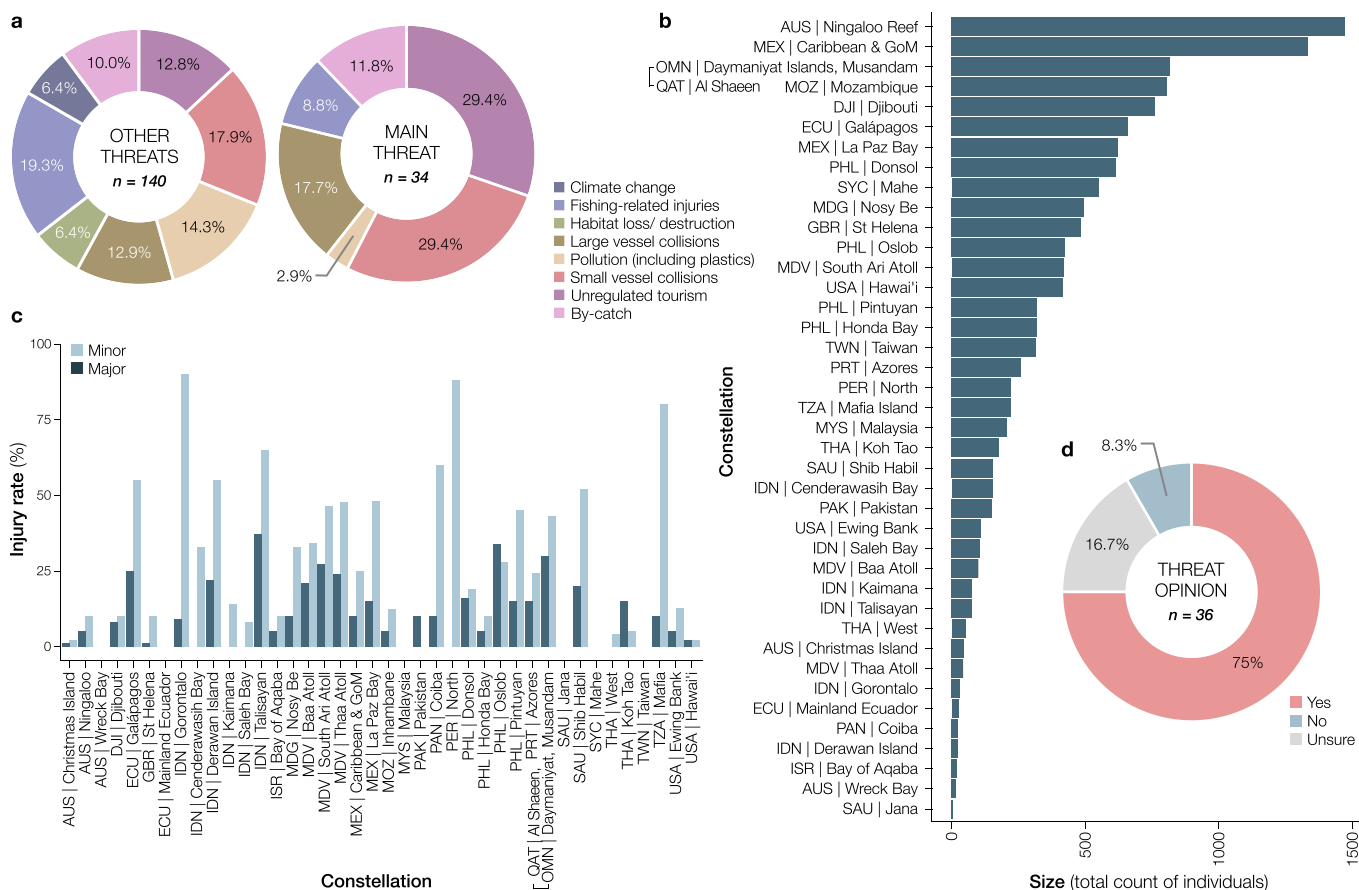 a
10.0%
12.8%
17.9%
14.3%
12.9%
6.4%
19.3%
6.4%
OTHER
THREATS
n = 140
11.8%
29.4%
29.4%
2.9%
17.7%
8.8%
MAIN
THREAT
n = 34
Climate change
Fishing-related injuries
Habitat loss/ destruction
Large vessel collisions
Pollution (including plastics)
Small vessel collisions
Unregulated tourism
By-catch
b
AUS | Ningaloo Reef
MEX | Caribbean & GoM
OMN | Daymaniyat Islands, Musandam
QAT | Al Shaeen
MOZ | Mozambique
DJI | Djibouti
ECU | Galápagos
MEX | La Paz Bay
PHL | Donsol
SYC | Mahe
MDG | Nosy Be
GBR | St Helena
PHL | Oslob
MDV | South Ari Atoll
USA | Hawai'i
PHL | Pintuyan
PHL | Honda Bay
TWN | Taiwan
PRT | Azores
PER | North
TZA | Mafia Island
MYS | Malaysia
THA | Koh Tao
SAU | Shib Habil
IDN | Cenderawasih Bay
PAK | Pakistan
USA | Ewing Bank
IDN | Saleh Bay
MDV | Baa Atoll
IDN | Kaimana
IDN | Talisayan
THA | West
AUS | Christmas Island
MDV | Thaa Atoll
IDN | Gorontalo
ECU | Mainland Ecuador
PAN | Coiba
IDN | Derawan Island
ISR | Bay of Aqaba
AUS | Wreck Bay
SAU | Jana
Constellation
0
500
1000
1500
Size (total count of individuals)
c
Minor
Major
100
75
50
25
0
Injury rate (%)
AUS | Christmas Island
AUS | Ningaloo
AUS | Wreck Bay
DJI | Djibouti
ECU | Galápagos
GBR | St Helena
ECU | Mainland Ecuador
IDN | Gorontalo
IDN | Cenderawasih Bay
IDN | Derawan Island
IDN | Kaimana
IDN | Saleh Bay
IDN | Talisayan
ISR | Bay of Aqaba
MDG | Nosy Be
MDV | Baa Atoll
MDV | South Ari Atoll
MDV | Thaa Atoll
MEX | Caribbean & GoM
MEX | La Paz Bay
MOZ | Inhambane
MYS | Malaysia
PAK | Pakistan
PAN | Coiba
PER | North
PHL | Donsol
PHL | Honda Bay
PHL | Oslob
PHL | Pintuyan
PRT | Azores
QAT | Al Shaeen,
OMN | Daymaniyat, Musandam
SAU | Jana
SAU | Shib Habil
SYC | Mahe
THA | West
THA | Koh Tao
TWN | Taiwan
TZA | Mafia
USA | Ewing Bank
USA | Hawai'i
Constellation
d
8.3%
16.7%
75%
THREAT
OPINION
n = 36
Yes
No
Unsure